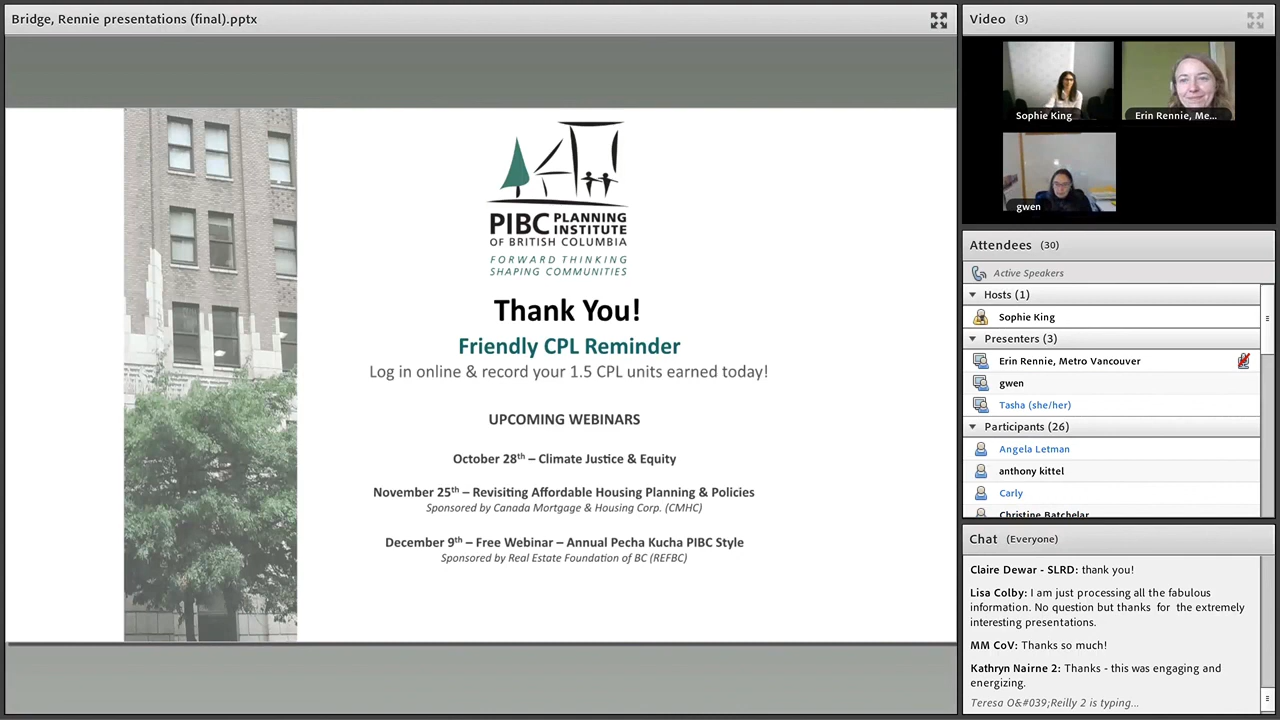 Bridge, Rennie presentations (final).pptx
PIBC PLANNING
INSTITUTE
OF BRITISH COLUMBIA
FORWARD THINKING
SHAPING COMMUNITIES
Thank You!
Friendly CPL Reminder
Log in online & record your 1.5 CPL units earned today!
UPCOMING WEBINARS
October 28th – Climate Justice & Equity
November 25th – Revisiting Affordable Housing Planning & Policies
Sponsored by Canada Mortgage & Housing Corp. (CMHC)
December 9th – Free Webinar – Annual Pecha Kucha PIBC Style
Sponsored by Real Estate Foundation of BC (REFBC)
Video (3)
Sophie King
Erin Rennie, Me...
gwen
Attendees (30)
Active Speakers
Hosts (1)
Sophie King
Presenters (3)
Erin Rennie, Metro Vancouver
gwen
Tasha (she/her)
Participants (26)
Angela Letman
anthony kittel
Carly
Christine Batchelar
Chat (Everyone)
Claire Dewar - SLRD: thank you!
Lisa Colby: I am just processing all the fabulous
information. No question but thanks for the extremely
interesting presentations.
MM CoV: Thanks so much!
Kathryn Nairne 2: Thanks - this was engaging and
energizing.
Teresa O&#039;Reilly 2 is typing...